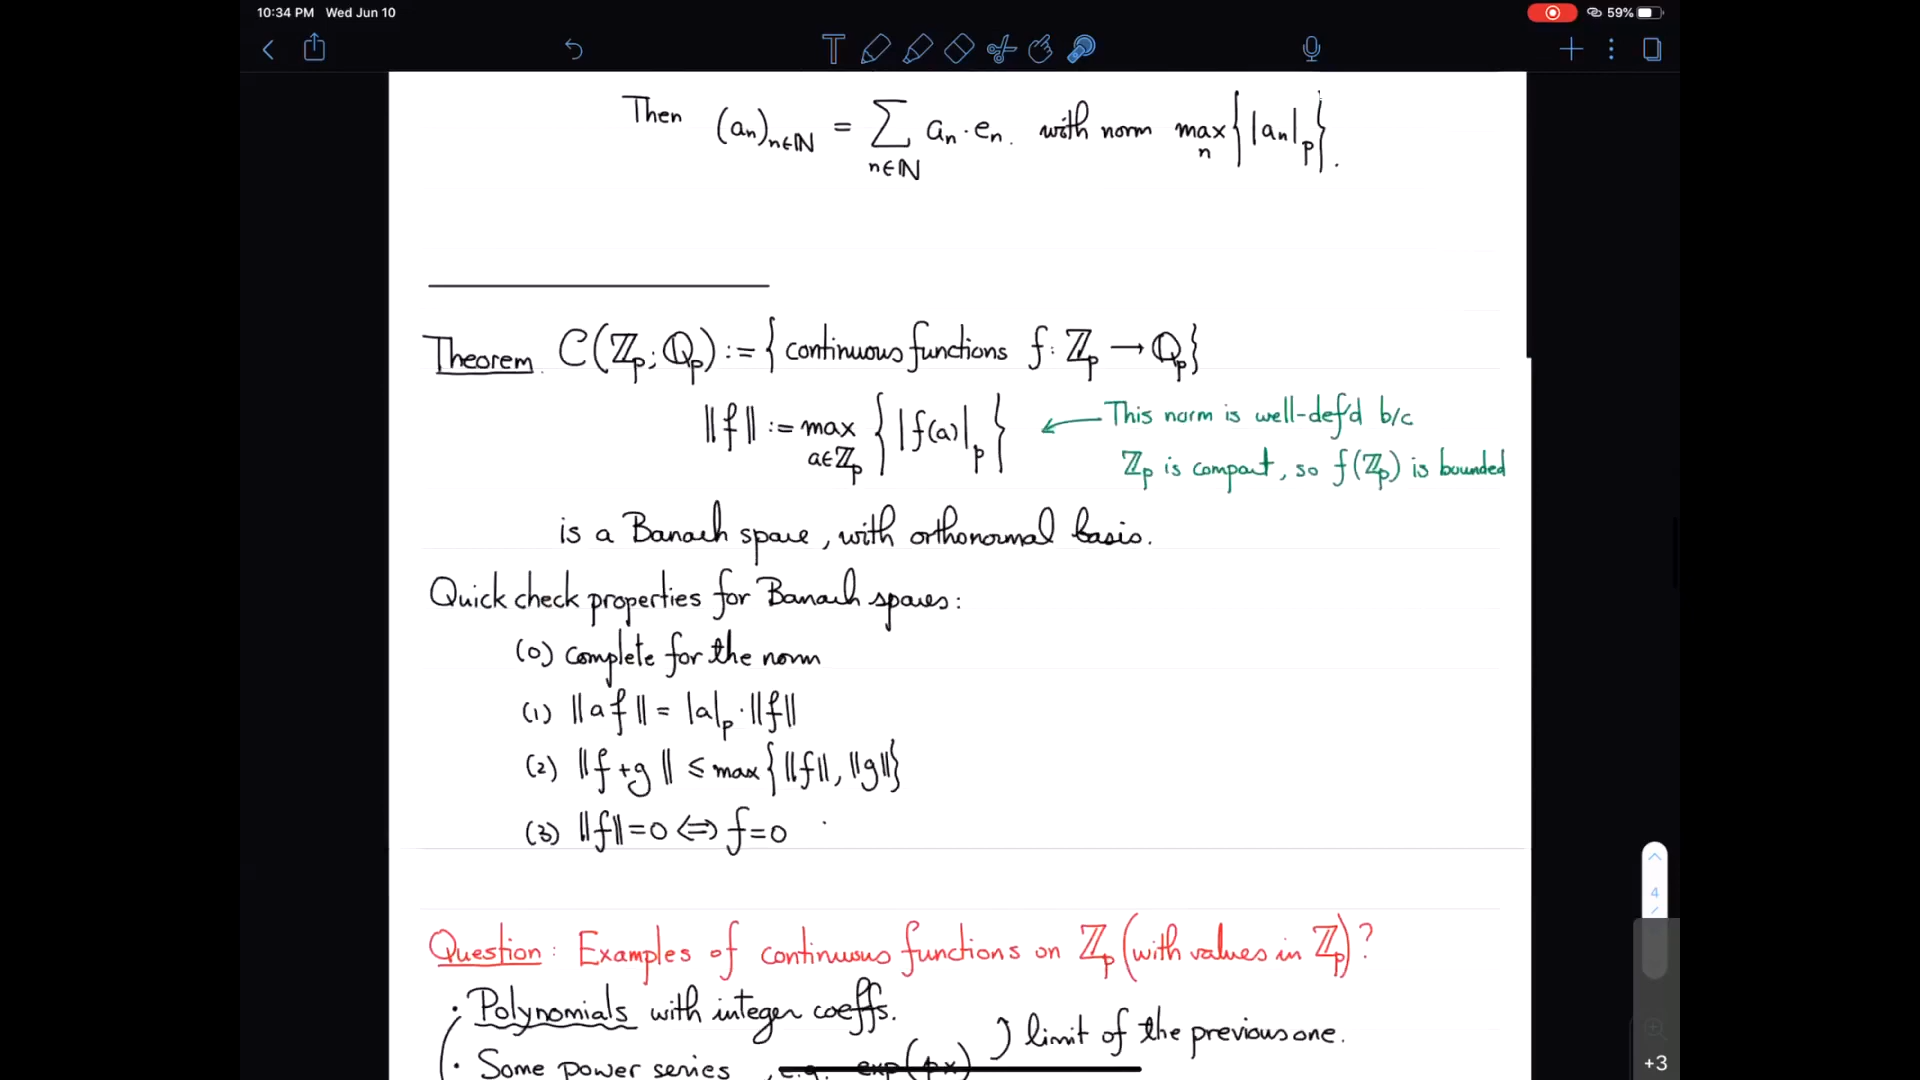 10:34 PM Wed Jun 10
59%
Then (aₙ)ₙ∈ℕ = ∑ₙ∈ℕ aₙ · eₙ. with norm maxₙ {|aₙ|ₚ}.
Theorem. C(ℤₚ; ℚₚ) := {continuous functions f: ℤₚ → ℚₚ}
‖f‖ := max_{a∈ℤₚ} {|f(a)|ₚ} ← This norm is well-def'd b/c
ℤₚ is compact, so f(ℤₚ) is bounded
is a Banach space, with orthonormal basis.
Quick check properties for Banach spaces:
(0) complete for the norm
(1) ‖af‖ = |a|ₚ · ‖f‖
(2) ‖f+g‖ ≤ max{‖f‖, ‖g‖}
(3) ‖f‖=0 ⇔ f=0
Question: Examples of continuous functions on ℤₚ (with values in ℤₚ)?
· Polynomials with integer coeffs.
) limit of the previous one.
· Some power series, e.g. exp(px)
4
+3